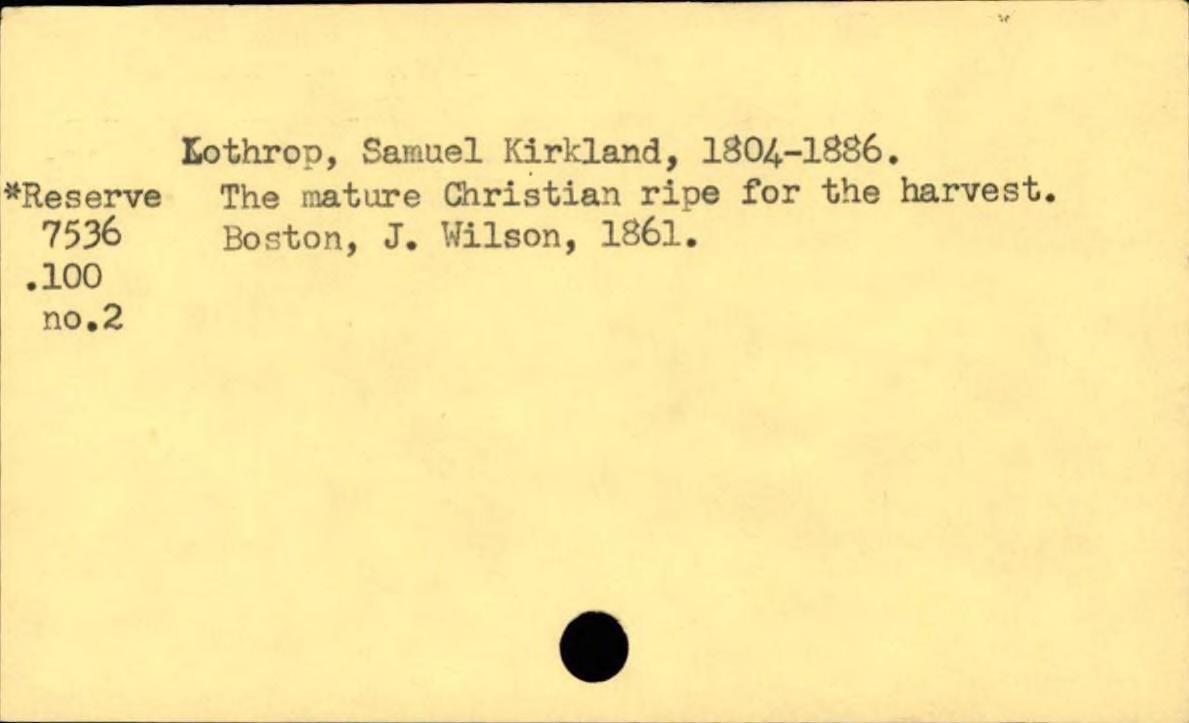 Lothrop, Samuel Kirkland, 1804-1886.
*Reserve The mature Christian ripe for the harvest.
7536 Boston, J. Wilson, 1861.
.100
no.2